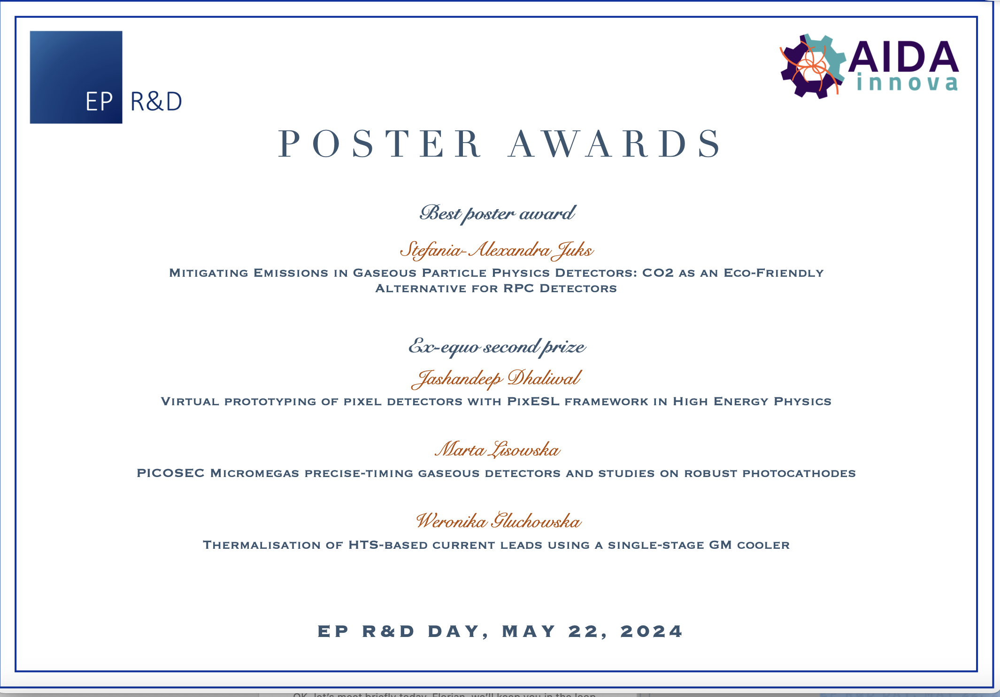 EP R&D
AIDA
innova
POSTER AWARDS
Best poster award
Stefania-Alexandra Juks
Mitigating Emissions in Gaseous Particle Physics Detectors: CO2 as an Eco-Friendly
Alternative for RPC Detectors
Ex-equo second prize
Jashandeep Dhaliwal
Virtual prototyping of pixel detectors with PixESL framework in High Energy Physics
Marta Lisowska
PICOSEC Micromegas precise-timing gaseous detectors and studies on robust photocathodes
Weronika Gluchowska
Thermalisation of HTS-based current leads using a single-stage GM cooler
EP R&D DAY, MAY 22, 2024
OK, let's meet briefly today. Florian, we'll keep you in the loop